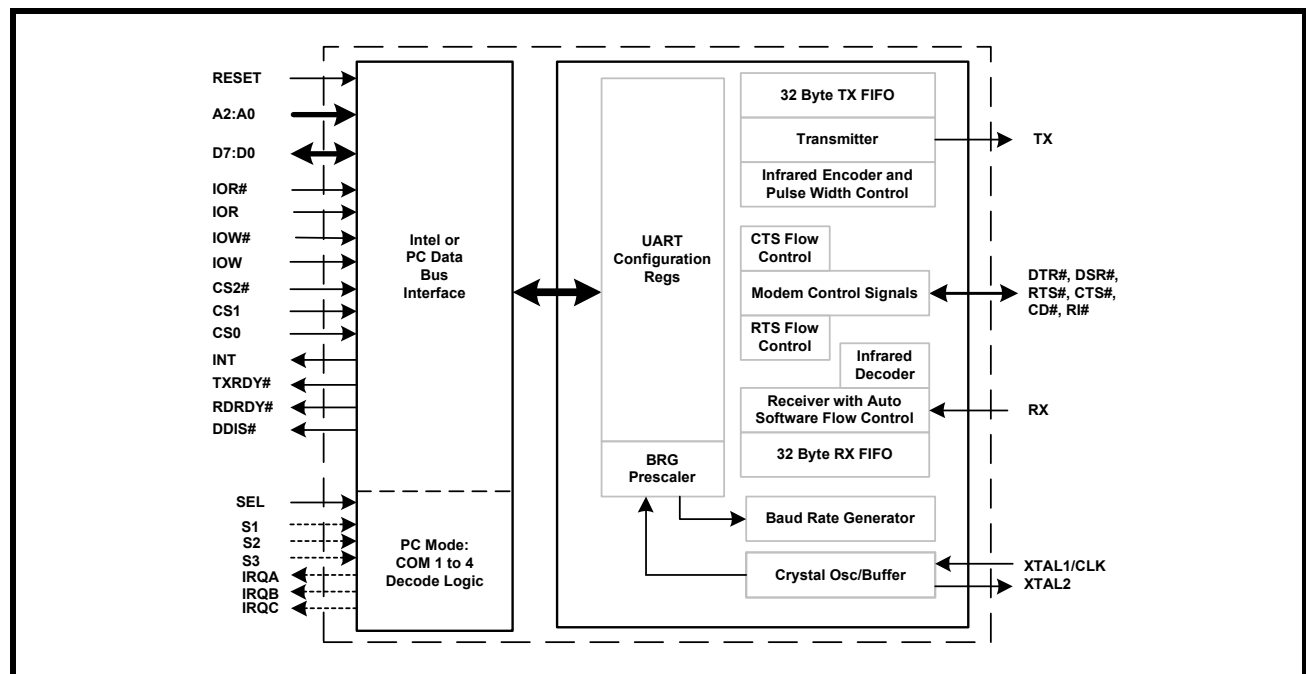 RESET
A2:A0
D7:D0
IOR#
IOR
IOW#
IOW
CS2#
CS1
CS0
INT
TXRDY#
RDRDY#
DDIS#
SEL
S1
S2
S3
IRQA
IRQB
IRQC
Intel or
PC Data
Bus
Interface
PC Mode:
COM 1 to 4
Decode Logic
UART
Configuration
Regs
BRG
Prescaler
32 Byte TX FIFO
Transmitter
Infrared Encoder and
Pulse Width Control
CTS Flow
Control
Modem Control Signals
RTS Flow
Control
Infrared
Decoder
Receiver with Auto
Software Flow Control
32 Byte RX FIFO
Baud Rate Generator
Crystal Osc/Buffer
TX
DTR#, DSR#,
RTS#, CTS#,
CD#, RI#
RX
XTAL1/CLK
XTAL2